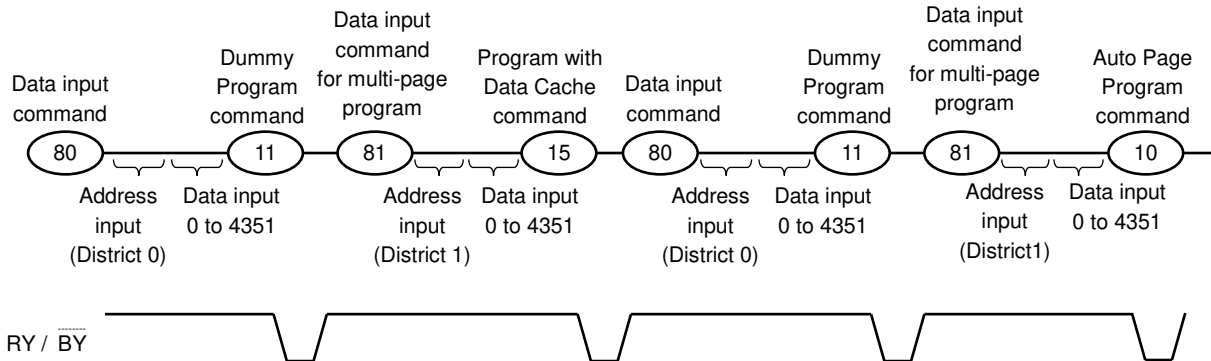 Data input
command
Dummy
Program
command
Data input
command
for multi-page
program
Program with
Data Cache
command
Data input
command
Dummy
Program
command
Data input
command
for multi-page
program
Auto Page
Program
command
80
11
81
15
80
11
81
10
Address
input
(District 0)
Data input
0 to 4351
Address
input
(District 1)
Data input
0 to 4351
Address
input
(District 0)
Data input
0 to 4351
Address
input
(District1)
Data input
0 to 4351
RY / BY